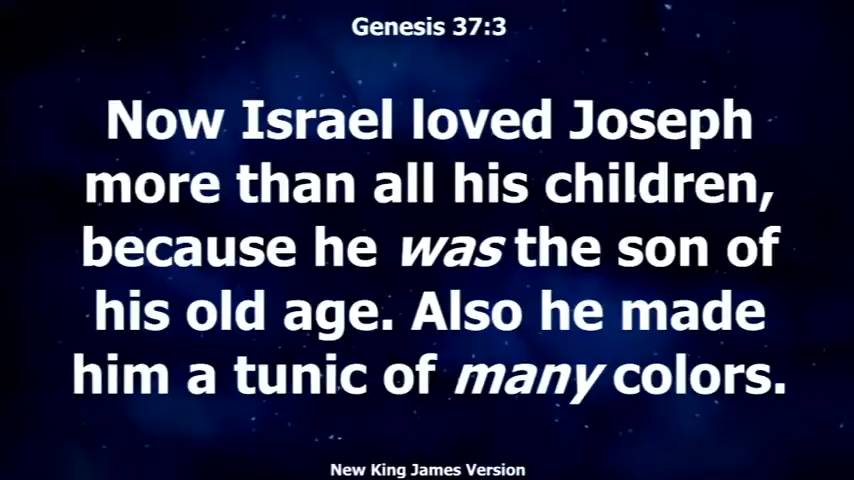 Genesis 37:3
Now Israel loved Joseph
more than all his children,
because he was the son of
his old age. Also he made
him a tunic of many colors.
New King James Version